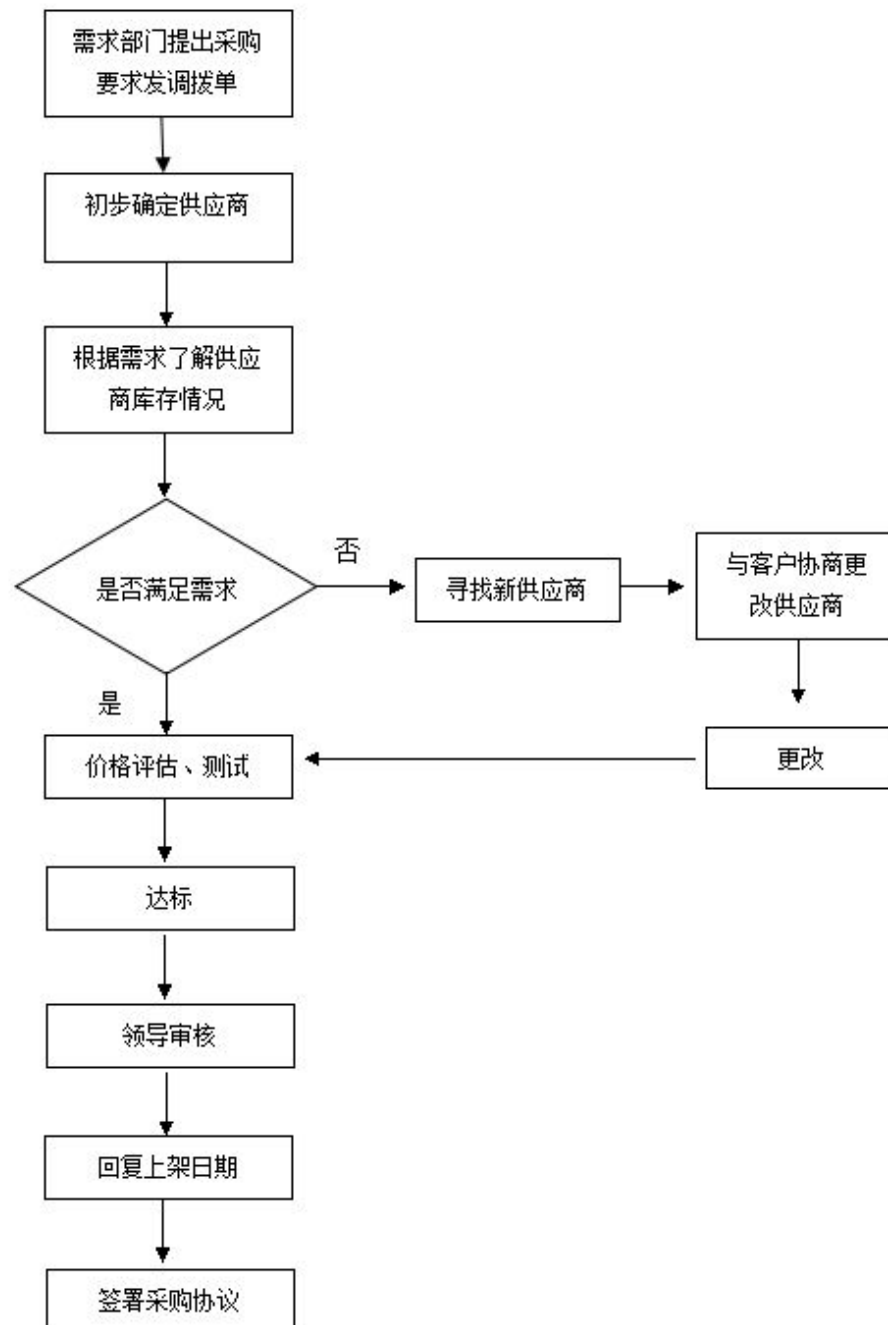 需求部门提出采购
要求发调拨单
初步确定供应商
根据需求了解供应
商库存情况
是否满足需求
否
寻找新供应商
与客户协商更
改供应商
是
价格评估、测试
更改
达标
领导审核
回复上架日期
签署采购协议